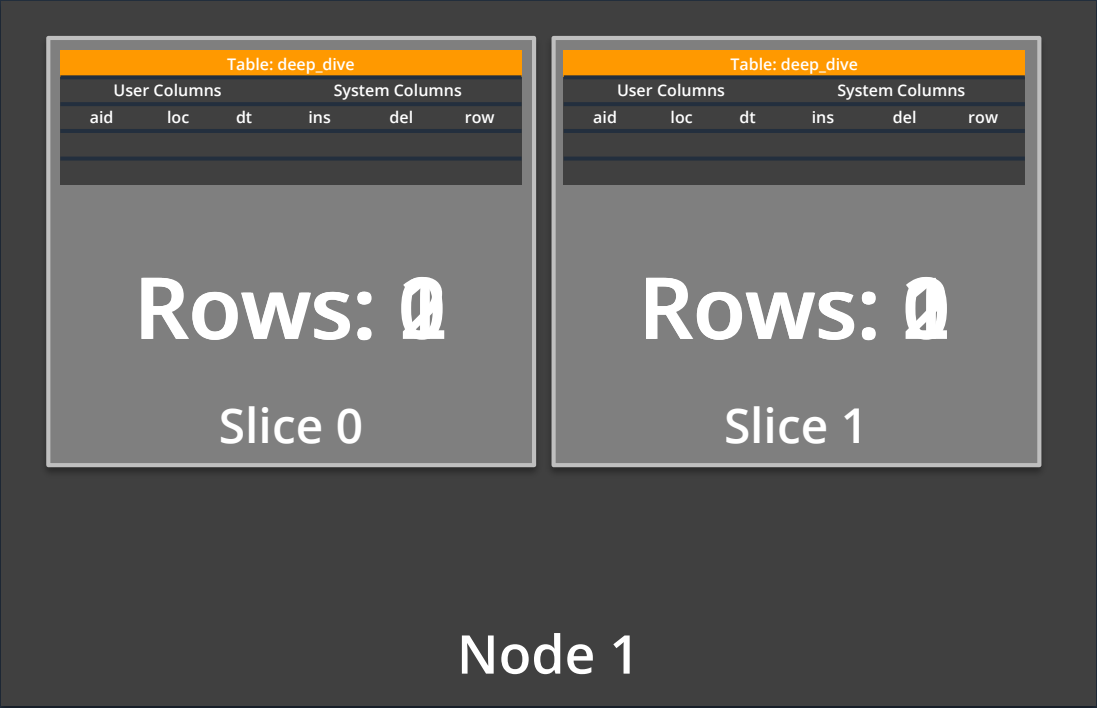 Table: deep_dive
User Columns System Columns
aid loc dt ins del row
Rows:
Slice 0
Table: deep_dive
User Columns System Columns
aid loc dt ins del row
Rows:
Slice 1
Node 1